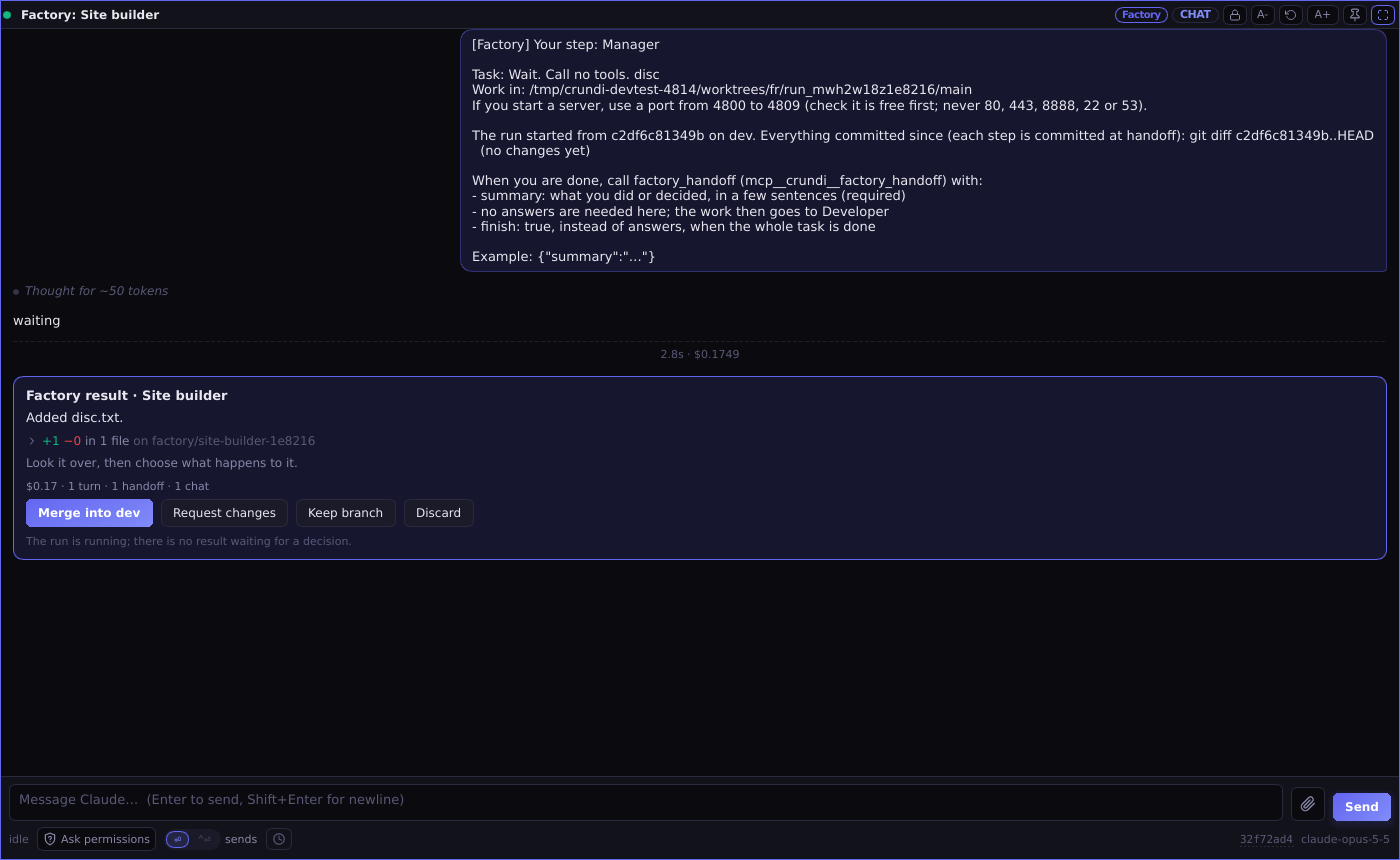 Factory: Site builder
Factory CHAT A- A+
[Factory] Your step: Manager
Task: Wait. Call no tools. disc
Work in: /tmp/crundi-devtest-4814/worktrees/fr/run_mwh2w18z1e8216/main
If you start a server, use a port from 4800 to 4809 (check it is free first; never 80, 443, 8888, 22 or 53).
The run started from c2df6c81349b on dev. Everything committed since (each step is committed at handoff): git diff c2df6c81349b..HEAD
(no changes yet)
When you are done, call factory_handoff (mcp__crundi__factory_handoff) with:
- summary: what you did or decided, in a few sentences (required)
- no answers are needed here; the work then goes to Developer
- finish: true, instead of answers, when the whole task is done
Example: {"summary":"…"}
Thought for ~50 tokens
waiting
2.8s · $0.1749
Factory result · Site builder
Added disc.txt.
+1 −0 in 1 file on factory/site-builder-1e8216
Look it over, then choose what happens to it.
$0.17 · 1 turn · 1 handoff · 1 chat
Merge into dev Request changes Keep branch Discard
The run is running; there is no result waiting for a decision.
Message Claude… (Enter to send, Shift+Enter for newline)
Send
idle Ask permissions ⏎ ^⏎ sends 32f72ad4 claude-opus-5-5